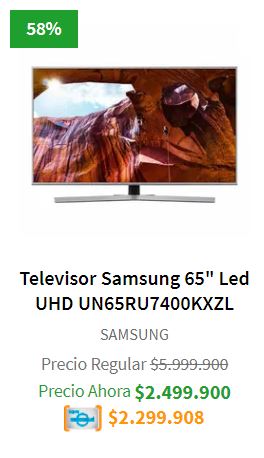 58%
Televisor Samsung 65" Led
UHD UN65RU7400KXZL
SAMSUNG
Precio Regular $5.999.900
Precio Ahora $2.499.900
$2.299.908